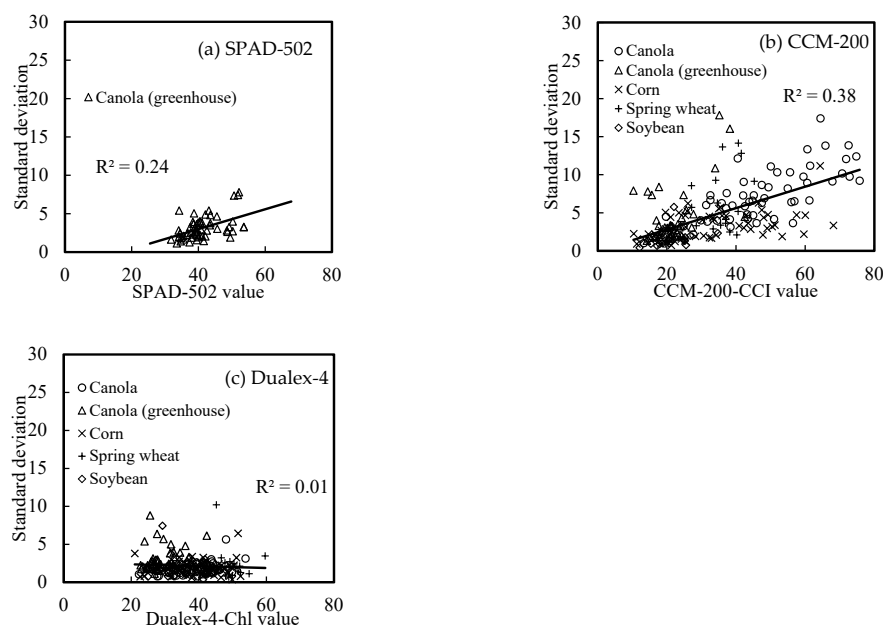 30
25
20
15
10
5
0
Standard deviation
(a) SPAD-502
Canola (greenhouse)
R² = 0.24
0 20 40 60 80
SPAD-502 value
30
25
20
15
10
5
0
Standard deviation
(b) CCM-200
Canola
Canola (greenhouse)
Corn
Spring wheat
Soybean
R² = 0.38
0 20 40 60 80
CCM-200-CCI value
30
25
20
15
10
5
0
Standard deviation
(c) Dualex-4
Canola
Canola (greenhouse)
Corn
Spring wheat
Soybean
R² = 0.01
0 20 40 60 80
Dualex-4-Chl value